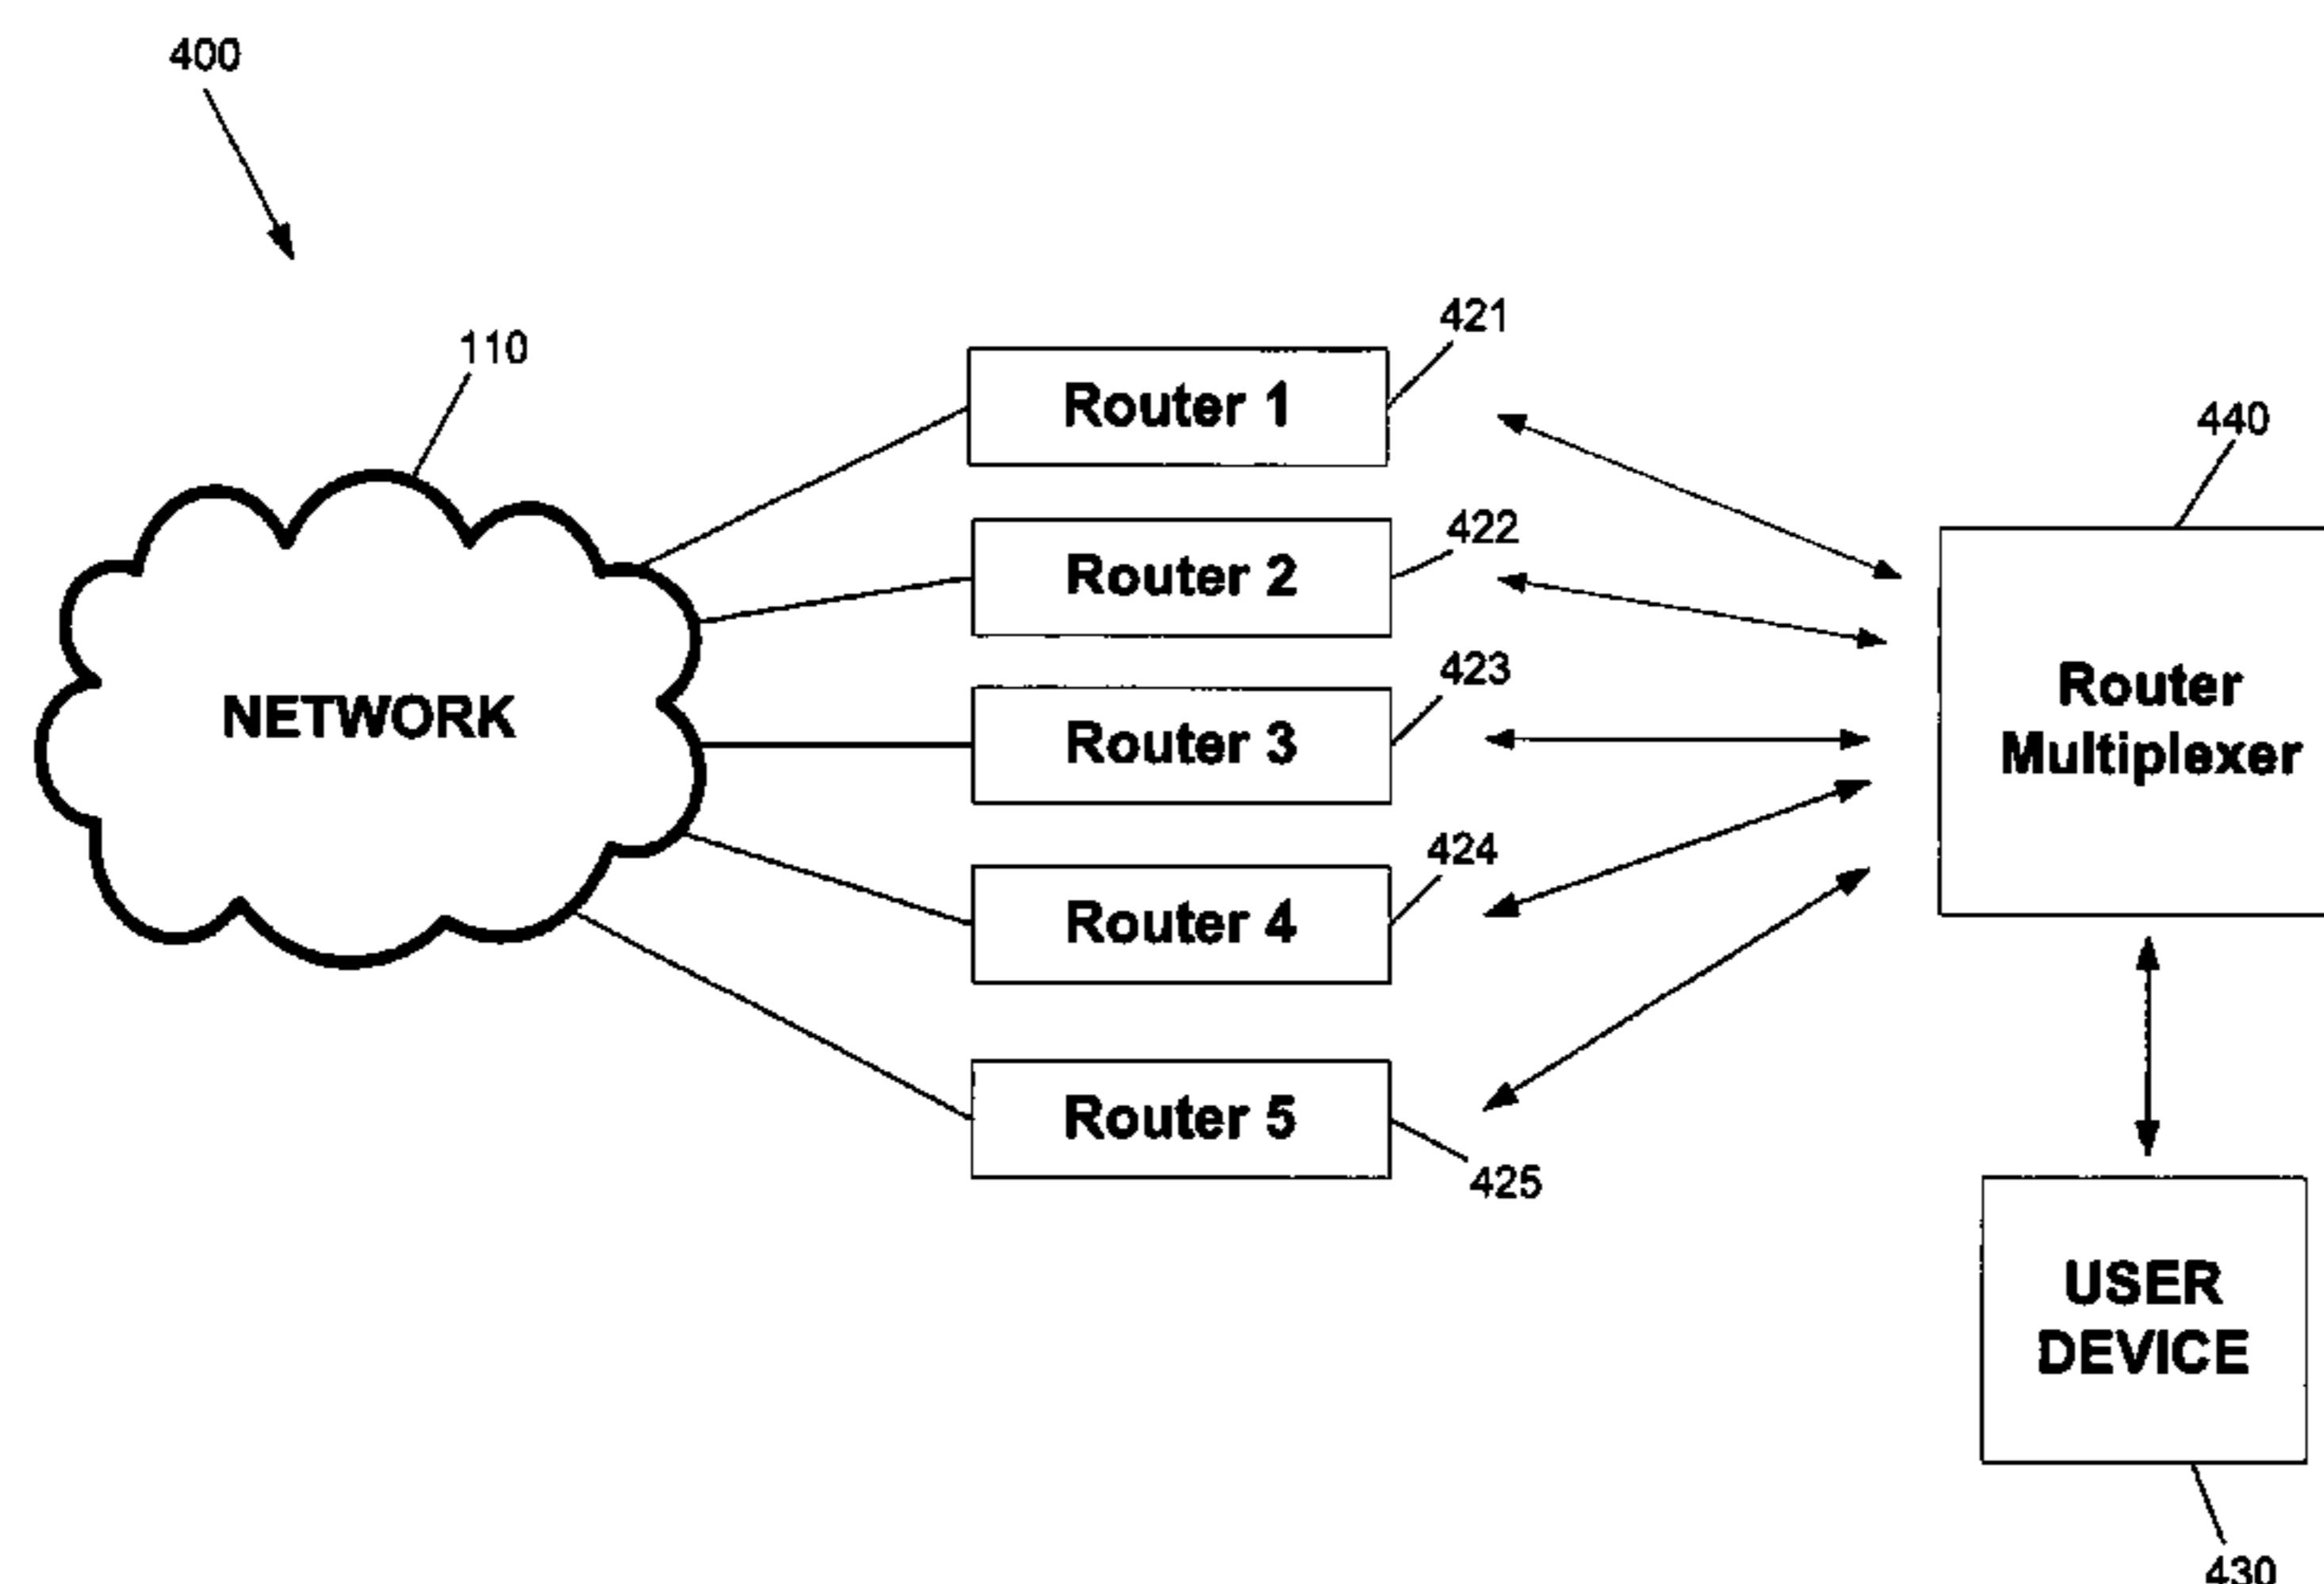 400
110
421
Router 1
440
422
Router 2
423
Router
Multiplexer
NETWORK
Router 3
424
Router 4
Router 5
425
USER
DEVICE
430